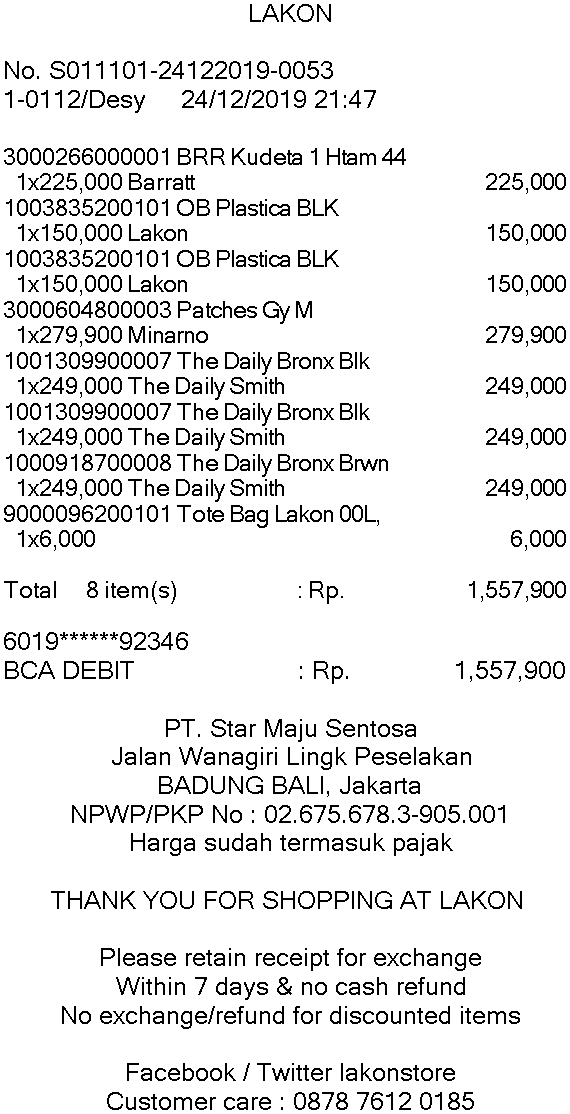 LAKON
No. S011101-24122019-0053
1-0112/Desy 24/12/2019 21:47
3000266000001 BRR Kudeta 1 Htam 44
1x225,000 Barratt 225,000
1003835200101 OB Plastica BLK
1x150,000 Lakon 150,000
1003835200101 OB Plastica BLK
1x150,000 Lakon 150,000
3000604800003 Patches Gy M
1x279,900 Minarno 279,900
1001309900007 The Daily Bronx Blk
1x249,000 The Daily Smith 249,000
1001309900007 The Daily Bronx Blk
1x249,000 The Daily Smith 249,000
1000918700008 The Daily Bronx Brwn
1x249,000 The Daily Smith 249,000
9000096200101 Tote Bag Lakon 00L,
1x6,000 6,000
Total 8 item(s) : Rp. 1,557,900
6019******92346
BCA DEBIT : Rp. 1,557,900
PT. Star Maju Sentosa
Jalan Wanagiri Lingk Peselakan
BADUNG BALI, Jakarta
NPWP/PKP No : 02.675.678.3-905.001
Harga sudah termasuk pajak
THANK YOU FOR SHOPPING AT LAKON
Please retain receipt for exchange
Within 7 days & no cash refund
No exchange/refund for discounted items
Facebook / Twitter lakonstore
Customer care : 0878 7612 0185